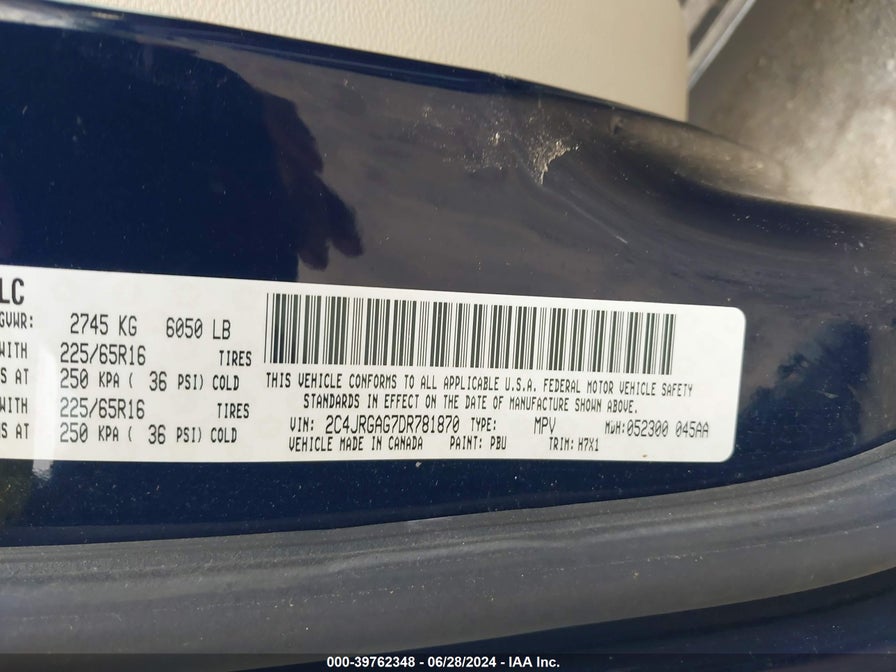 LC
GVWR: 2745 KG 6050 LB
WITH 225/65R16 TIRES
S AT 250 KPA ( 36 PSI) COLD
WITH 225/65R16 TIRES
S AT 250 KPA ( 36 PSI) COLD
THIS VEHICLE CONFORMS TO ALL APPLICABLE U.S.A. FEDERAL MOTOR VEHICLE SAFETY
STANDARDS IN EFFECT ON THE DATE OF MANUFACTURE SHOWN ABOVE.
VIN: 2C4JRGAG7DR781870 TYPE: MPV MDH:052300 045AA
VEHICLE MADE IN CANADA PAINT: PBU TRIM: H7X1
000-39762348 - 06/28/2024 - IAA Inc.